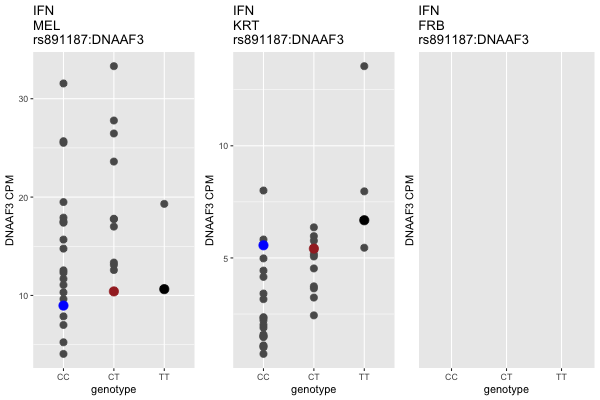 IFN
MEL
rs891187:DNAAF3
DNAAF3 CPM
30
20
10
CC CT TT
genotype
IFN
KRT
rs891187:DNAAF3
DNAAF3 CPM
10
5
CC CT TT
genotype
IFN
FRB
rs891187:DNAAF3
DNAAF3 CPM
CC CT TT
genotype